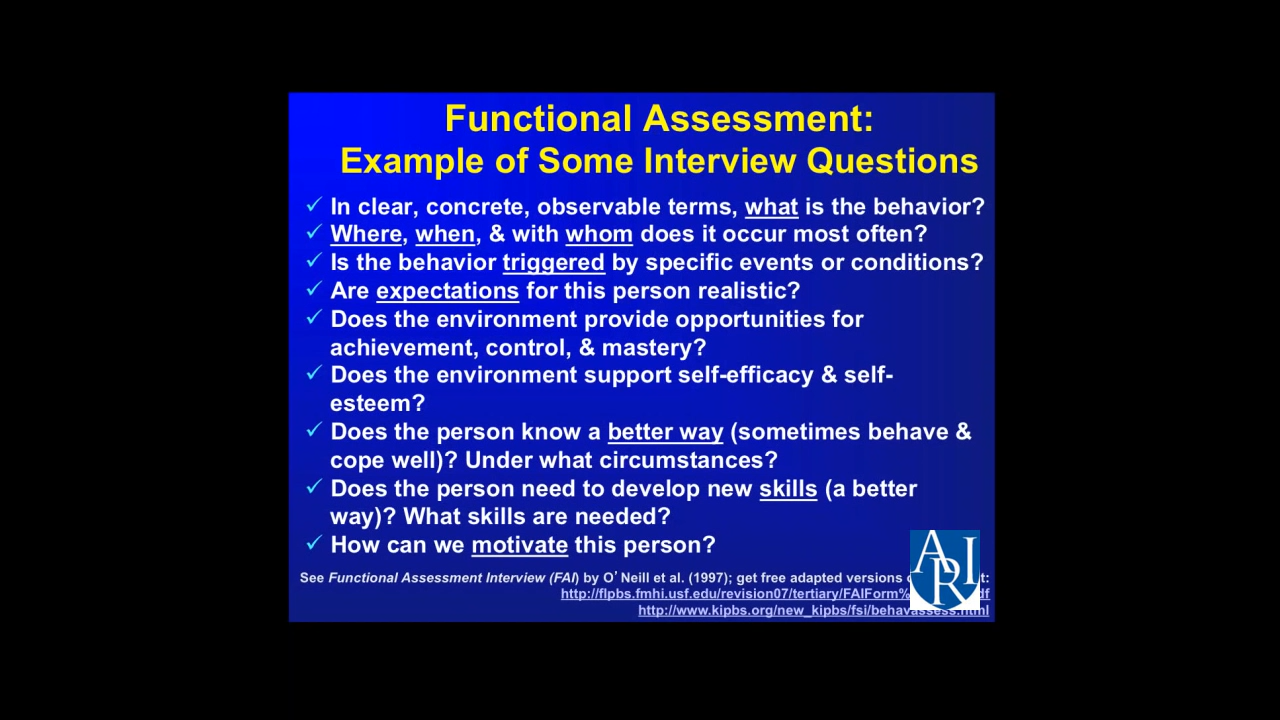 Functional Assessment:
Example of Some Interview Questions
✓ In clear, concrete, observable terms, what is the behavior?
✓ Where, when, & with whom does it occur most often?
✓ Is the behavior triggered by specific events or conditions?
✓ Are expectations for this person realistic?
✓ Does the environment provide opportunities for
achievement, control, & mastery?
✓ Does the environment support self-efficacy & self-
esteem?
✓ Does the person know a better way (sometimes behave &
cope well)? Under what circumstances?
✓ Does the person need to develop new skills (a better
way)? What skills are needed?
✓ How can we motivate this person?
ARI
See Functional Assessment Interview (FAI) by O’Neill et al. (1997); get free adapted versions
http://flpbs.fmhi.usf.edu/revision07/tertiary/FAIForm%
http://www.kipbs.org/new_kipbs/fsi/behavassess.html